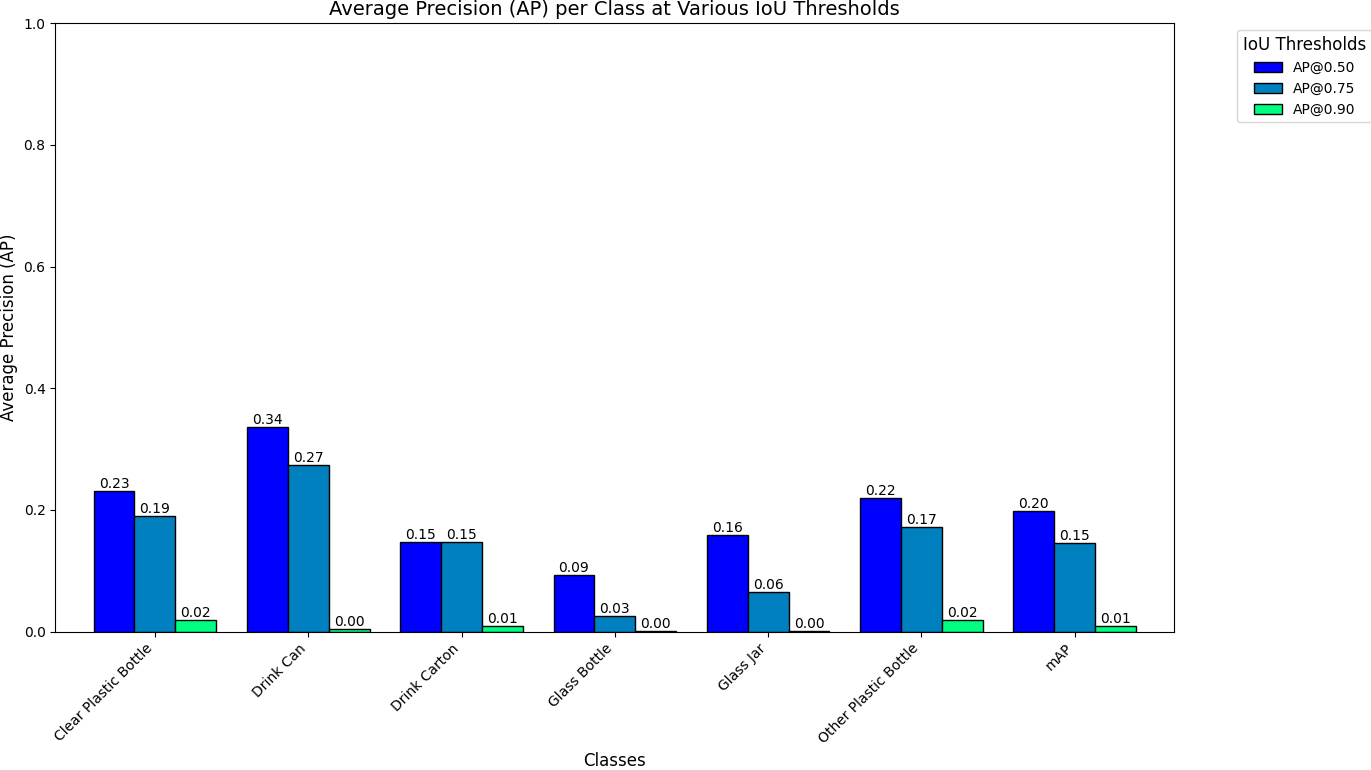 Average Precision (AP) per Class at Various IoU Thresholds
1.0
0.8
0.6
0.4
0.2
0.0
Average Precision (AP)
0.23
0.19
0.02
0.34
0.27
0.00
0.15
0.15
0.01
0.09
0.03
0.00
0.16
0.06
0.00
0.22
0.17
0.02
0.20
0.15
0.01
Clear Plastic Bottle
Drink Can
Drink Carton
Glass Bottle
Glass Jar
Other Plastic Bottle
mAP
Classes
IoU Thresholds
AP@0.50
AP@0.75
AP@0.90